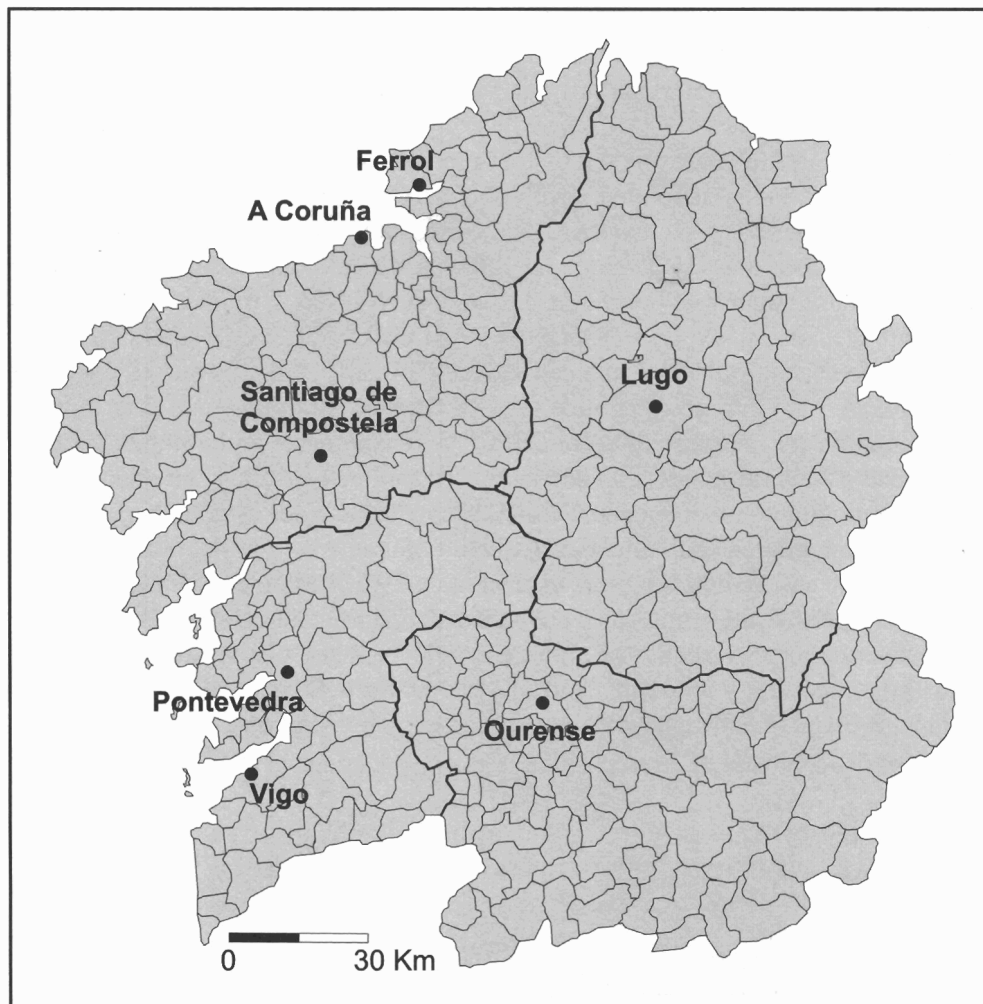 Ferrol
A Coruña
Lugo
Santiago de
Compostela
Pontevedra
Ourense
Vigo
0 30 Km